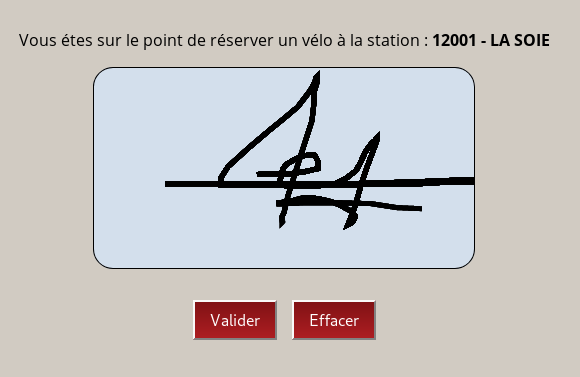 Vous étes sur le point de réserver un vélo à la station : 12001 - LA SOIE
Valider Effacer